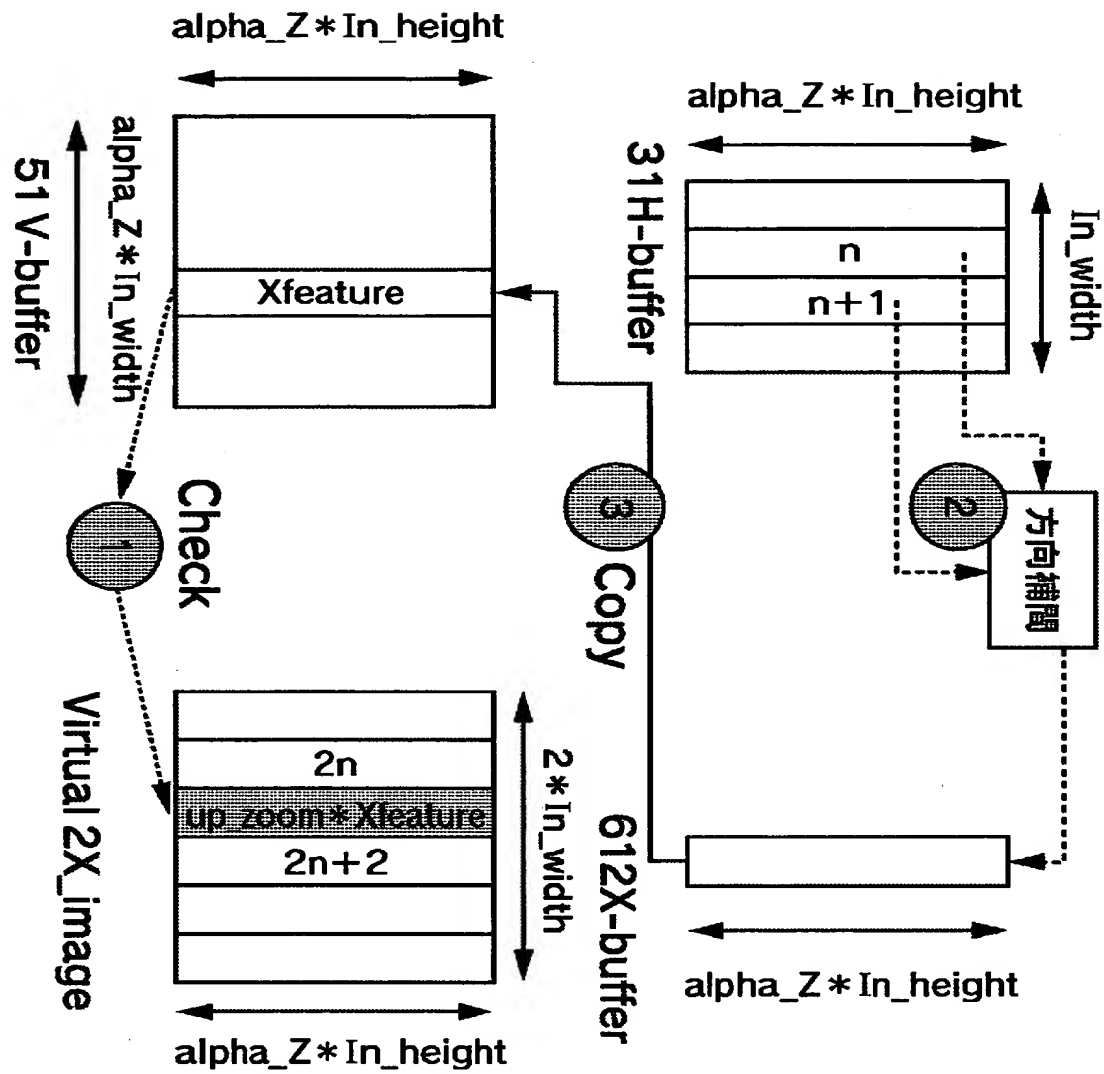 alpha_Z*In_height
alpha_Z*In_height
alpha_Z*In_width
51 V-buffer
Xfeature
31 H-buffer
n
n+1
In_width
2
方向補間
3
Copy
Check
1
Virtual 2X_image
2n
up_zoom*Xfeature
2n+2
2*In_width
612X-buffer
alpha_Z*In_height
alpha_Z*In_height